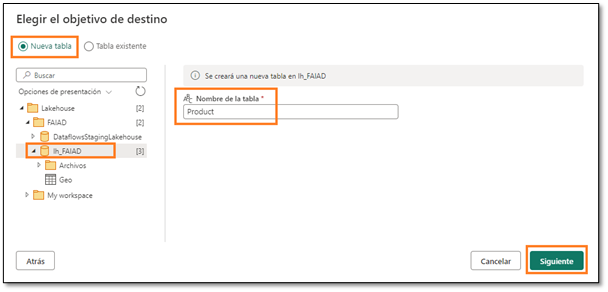 Elegir el objetivo de destino
Nueva tabla
Tabla existente
Buscar
Opciones de presentación
Lakehouse [2]
FAIAD [2]
DataflowsStagingLakehouse
lh_FAIAD [3]
Archivos
Geo
My workspace
Se creará una nueva tabla en lh_FAIAD
Nombre de la tabla *
Product
Atrás
Cancelar
Siguiente